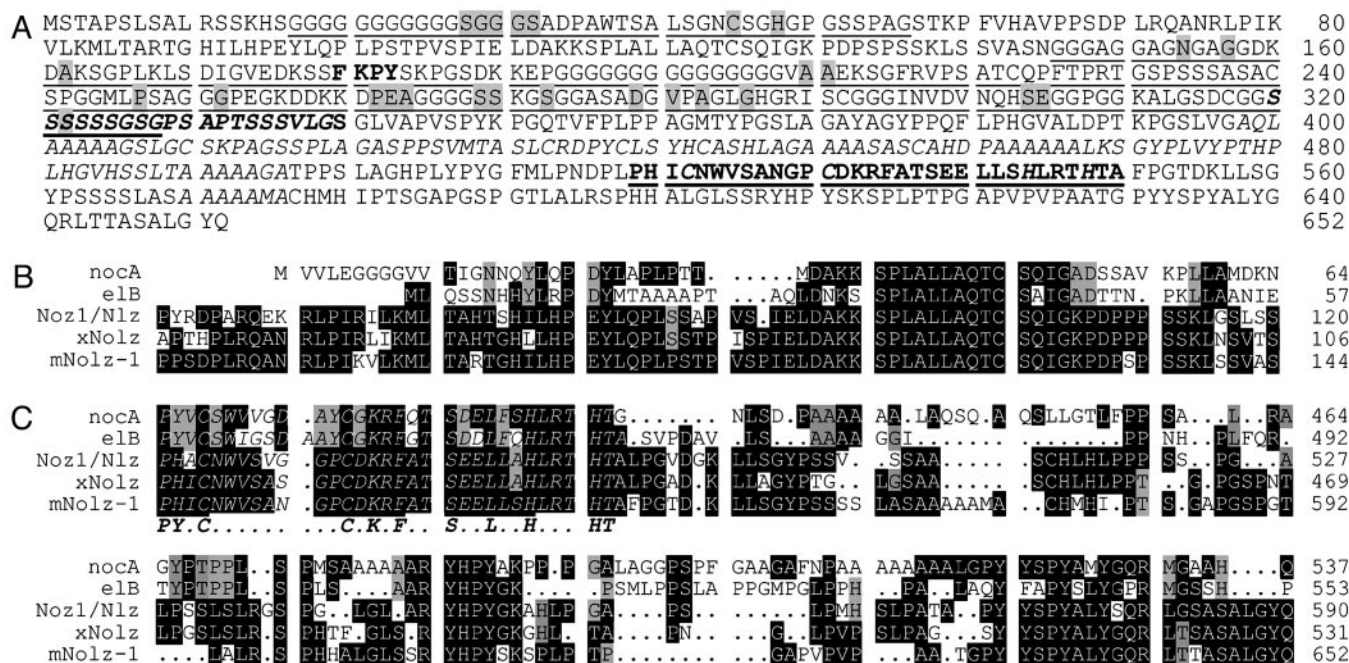 A
MSTAPSLSAL RSSKHSGGGG GGGGGGGSGG GSADPAWTSA LSGNCSGHGP GSSPAGSTKP FVHAVPPSDP LRQANRLPIK 80
VLKMLTARTG HILHPEYLQP LPSTPVSPIE LDAKKSPLAL LAQTCSQIGK PDPSPSSKLS SVASNGGGAG GAGNGAGGDK 160
DAKSGPLKLS DIGVEDKSSF KPYSKPGSDK KEPGGGGGGG GGGGGGGGVA AEKSGFRVPS ATCQPFTPRT GSPSSSASAC 240
SPGGMLPSAG GGPEGKDDKK DPEAGGGGSS KGSGGASADG VPAGLGHGRI SCGGGINVDV NQHSEGGPGG KALGSDCGGS 320
SSSSSSGSGPS APTSSSVLGS GLVAPVSPYK PGQTVFPLPP AGMTYPGSLA GAYAGYPPQF LPHGVALDPT KPGSLVGAQL 400
AAAAAGSLGC SKPAGSSPLA GASPPSVMTA SLCRDPYCLS YHCASHLAGA AAASASCAHD PAAAAAALKS GYPLVYPTHP 480
LHGVHSSLTA AAAAGATPPS LAGHPLYPYG FMLPNDPLPH ICNWVSANGP CDKRFATSEE LLSHLRTHTA FPGTDKLLSG 560
YPSSSSLASA AAAAMACHMH IPTSGAPGSP GTLALRSPHH ALGLSSRYHP YSKSPLPTPG APVPVPAATG PYYSPYALYG 640
QRLTTASALG YQ 652
B
nocA M VVLEGGGGVV TIGNNQYLQP DYLAPLPTT. .....MDAKK SPLALLAQTC SQIGADSSAV KPLLAMDKN 64
elB ML QSSNHHYLRP DYMTAAAAPT ..AQLDNKSS SPLALLAQTC SAIGADTTN. PKLLAANIE 57
Noz1/Nlz PYRDPARQEK RLPIRILKML TAHTSHILHP EYLQPLSSAP VS.IELDAKK SPLALLAQTC SQIGKPDPPP SSKLGSLSS 120
xNolz APTHPLRQAN RLPIRLIKML TAHTGHLLHP EYLQPLSSTP ISPIELDAKK SPLALLAQTC SQIGKPDPPP SSKLNSVTS 106
mNolz-1 PPSDPLRQAN RLPIKVLKML TARTGHILHP EYLQPLPSTP VSPIELDAKK SPLALLAQTC SQIGKPDPSP SSKLSSVAS 144
C
nocA PYVCSWVVGD .AYCGKRFQT SDELFSHLRT HTG....... NLSD.PAAAA AA.LAQSQ.A QSLLGTLFPP SA...L..RA 464
elB PYVCSWIGSD AAYCGKRFGT SDDLFQHLRT HTA.SVPDAV .LS...AAAA GGI....... ........PP NH..PLFQR. 492
Noz1/Nlz PHACNWVSVG .GPCDKRFAT SEELLAHLRT HTALPGVDGK LLSGYPSSV. .SSAA..... .SCHLHLPPP SS..PG...A 527
xNolz PHICNWVSAS .GPCDKRFAT SEELLAHLRT HTALPGADGK LLAGYPTG.. .LGSAA.... .SCHLHLPPT ..G.GPSPNT 469
mNolz-1 PHICNWVSAN .GPCDKRFAT SEELLSHLRT HTAFPGTD.K LLSGYPSSSS LASAAAAAMA .CHMHI.PT SGAPGSPGT 592
PY.C...... ...C.K.F.. S..L..H... HT
nocA GYPTPPL..S PMSAAAAAAR YHPYAKPP.P GALAGGPSPF GAAGAFNPAA AAAAAALGPY YSPYAMYGQR MGAAH....Q 537
elB TYPTPPL..S PLS....AAR YHPYGK.... ..PSMLPPSLA PPGMPGLPPH ..PA..LAQY FAPYSLYGPR MGSSH....P 553
Noz1/Nlz LPSSLSLRGS PG..LGL.AR YHPYGKAHLP GA....PS.. .....LPMH SLPATA..PY YSPYALYSQR LGSASALGYQ 590
xNolz LPGSLSLR.S PHTF.GLSSR YHPYGKGHL. TA....PN.. ....G.LPVP SLPAG...SY YSPYALYGQR LTSASALGYQ 531
mNolz-1 ....LALR.S PHHALGLSSR YHPYSKSPLP TP........ ....GAPVPVP ...AATGPYY YSPYALYGQR LTTASALGYQ 652